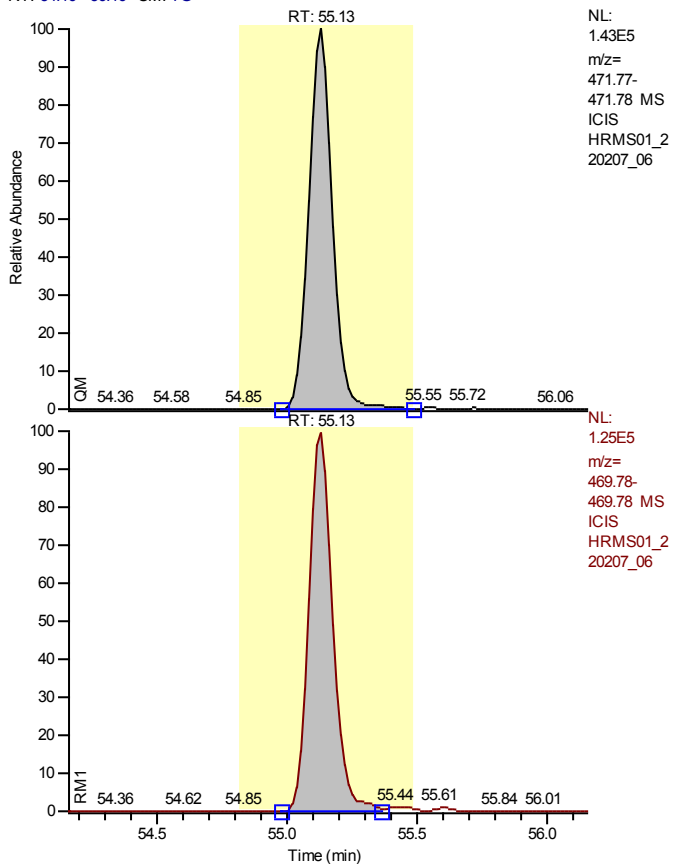 RT: 55.13
NL:
1.43E5
m/z=
471.77-
471.78 MS
ICIS
HRMS01_2
20207_06
100
90
80
70
60
50
40
30
20
10
0
Relative Abundance
QM
54.36 54.58 54.85 55.55 55.72 56.06
RT: 55.13
NL:
1.25E5
m/z=
469.78-
469.78 MS
ICIS
HRMS01_2
20207_06
100
90
80
70
60
50
40
30
20
10
0
RM1
54.36 54.62 54.85 55.44 55.61 55.84 56.01
54.5 55.0 55.5 56.0
Time (min)